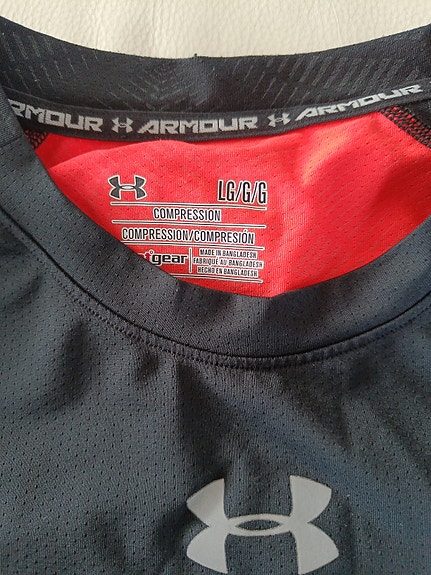 ARMOUR ARMOUR ARMOUR
LG/G/G
COMPRESSION
COMPRESSION/COMPRESIÓN
gear
MADE IN BANGLADESH
FABRIQUÉ AU BANGLADESH
HECHO EN BANGLADESH